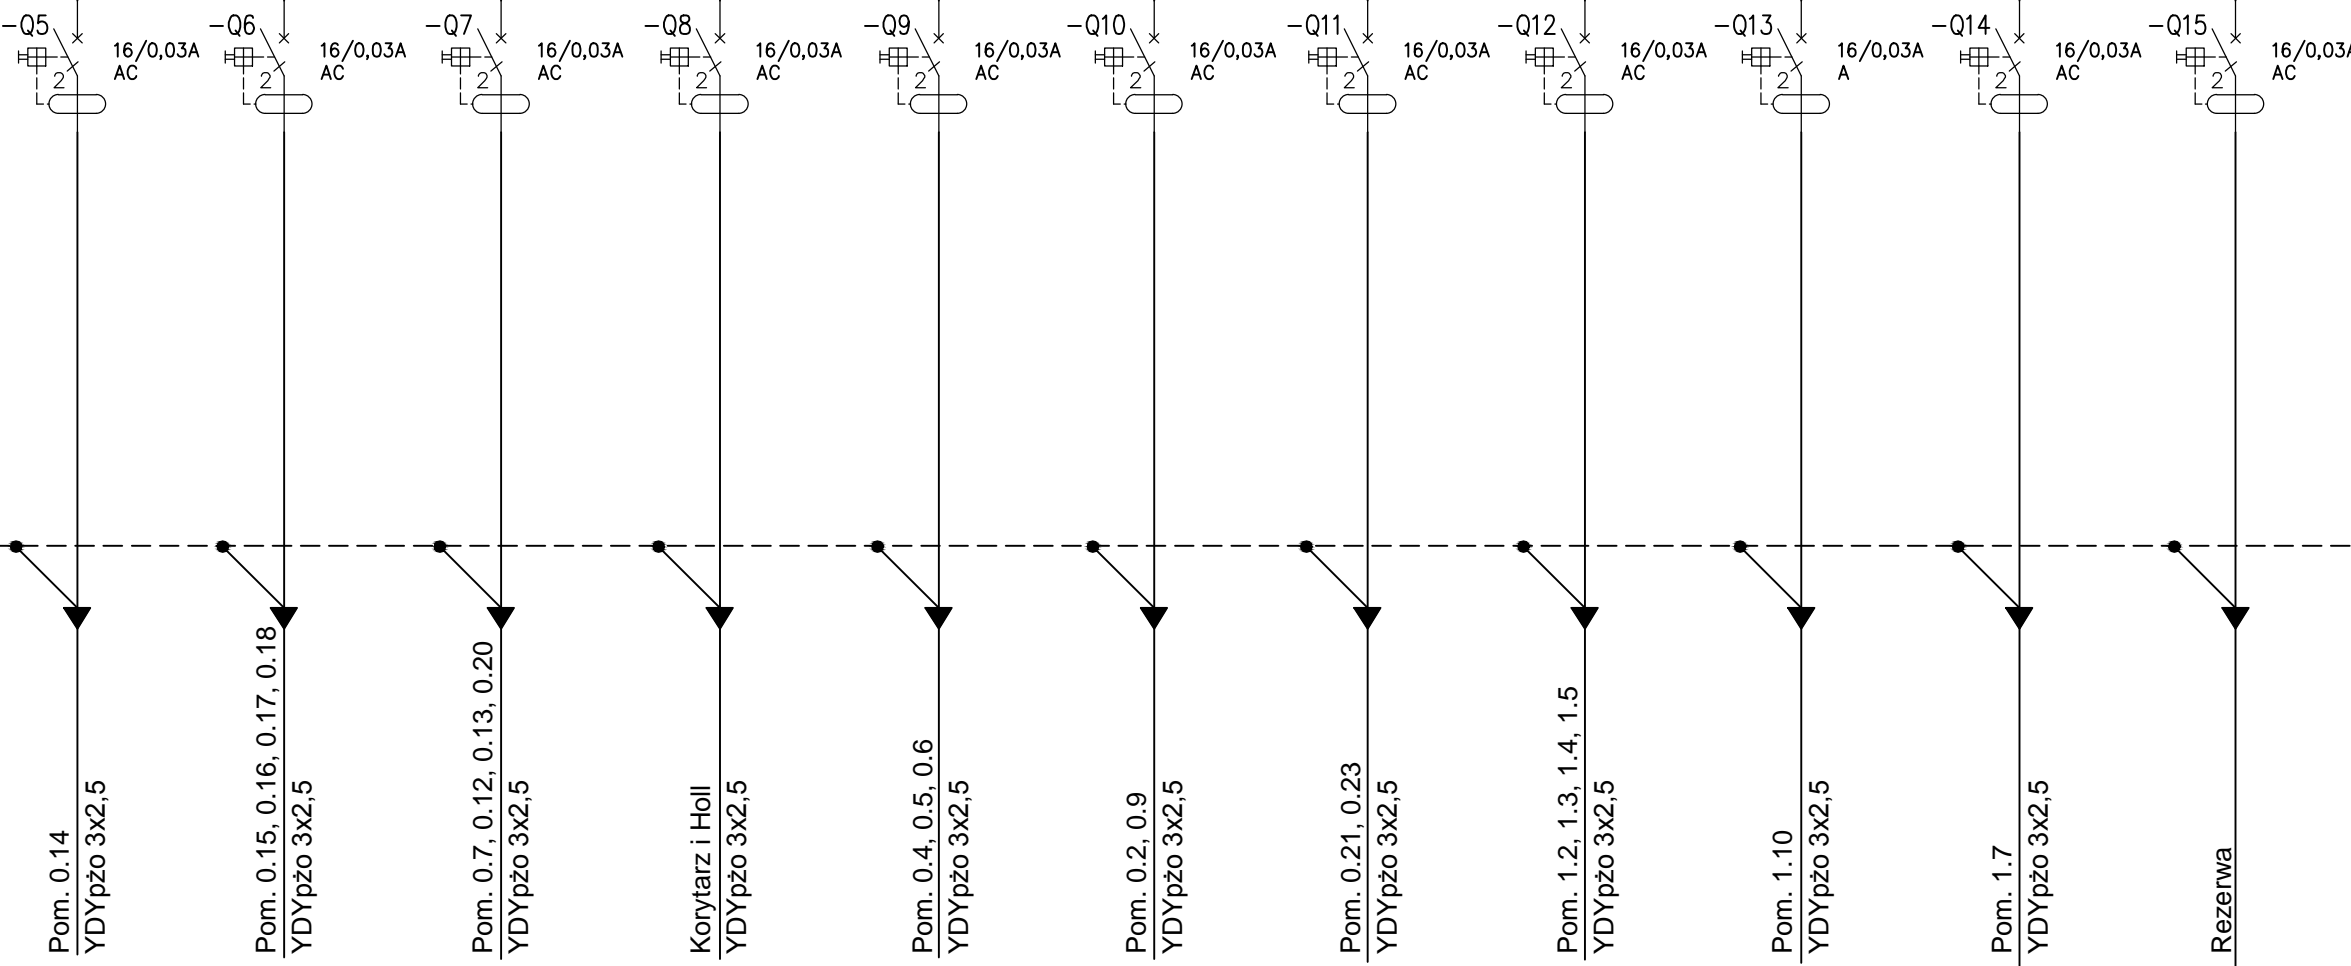 -Q5
16/0,03A
AC
2
Pom. 0.14
YDYpżo 3x2,5
-Q6
16/0,03A
AC
2
Pom. 0.15, 0.16, 0.17, 0.18
YDYpżo 3x2,5
-Q7
16/0,03A
AC
2
Pom. 0.7, 0.12, 0.13, 0.20
YDYpżo 3x2,5
-Q8
16/0,03A
AC
2
Korytarz i Holl
YDYpżo 3x2,5
-Q9
16/0,03A
AC
2
Pom. 0.4, 0.5, 0.6
YDYpżo 3x2,5
-Q10
16/0,03A
AC
2
Pom. 0.2, 0.9
YDYpżo 3x2,5
-Q11
16/0,03A
AC
2
Pom. 0.21, 0.23
YDYpżo 3x2,5
-Q12
16/0,03A
AC
2
Pom. 1.2, 1.3, 1.4, 1.5
YDYpżo 3x2,5
-Q13
16/0,03A
A
2
Pom. 1.10
YDYpżo 3x2,5
-Q14
16/0,03A
AC
2
Pom. 1.7
YDYpżo 3x2,5
-Q15
16/0,03A
AC
2
Rezerwa